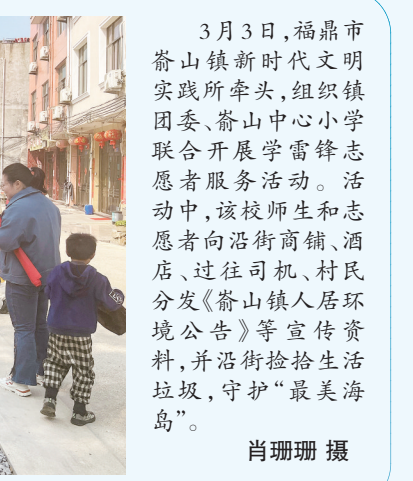 3月3日，福鼎市
嵛山镇新时代文明
实践所牵头，组织镇
团委、嵛山中心小学
联合开展学雷锋志
愿者服务活动。活
动中，该校师生和志
愿者向沿街商铺、酒
店、过往司机、村民
分发《嵛山镇人居环
境公告》等宣传资
料，并沿街捡拾生活
垃圾，守护“最美海
岛”。
肖珊珊 摄